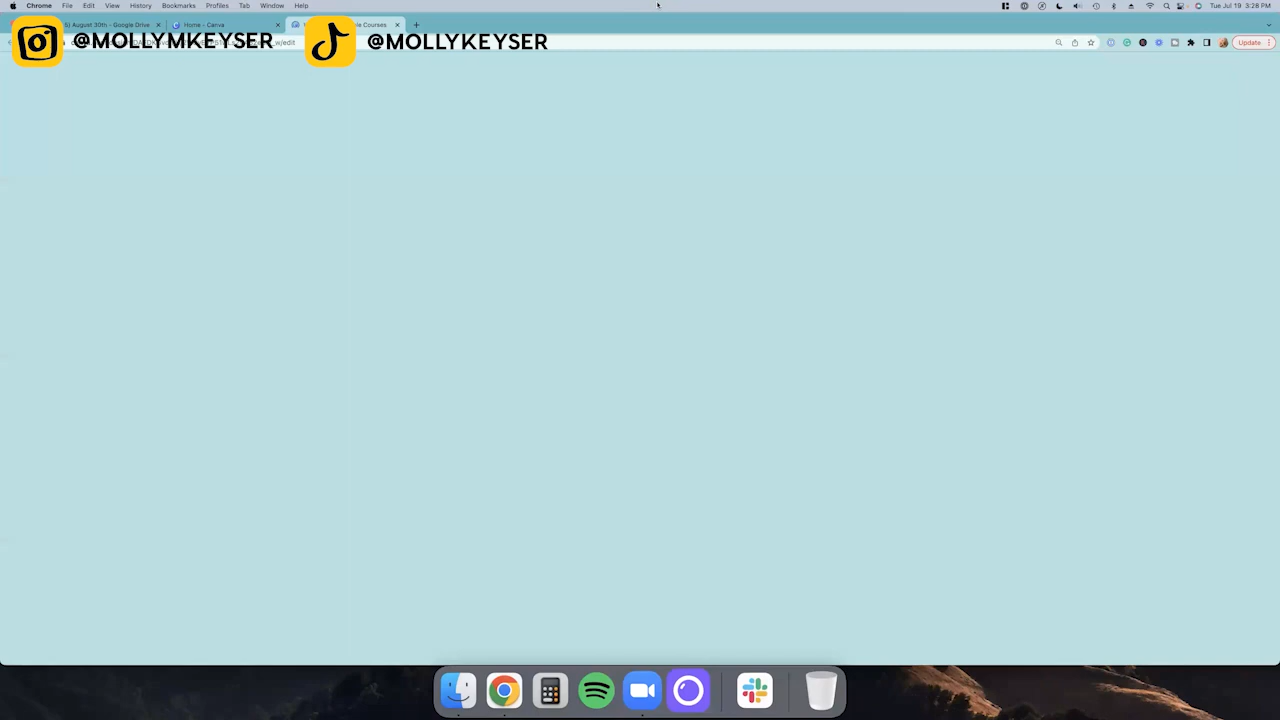 Chrome File Edit View History Bookmarks Profiles Tab Window Help
Tue Jul 19 3:28 PM
August 30th - Google Drive
Home - Canva
Courses
@MOLLYMKEYSER
@MOLLYKEYSER
Update